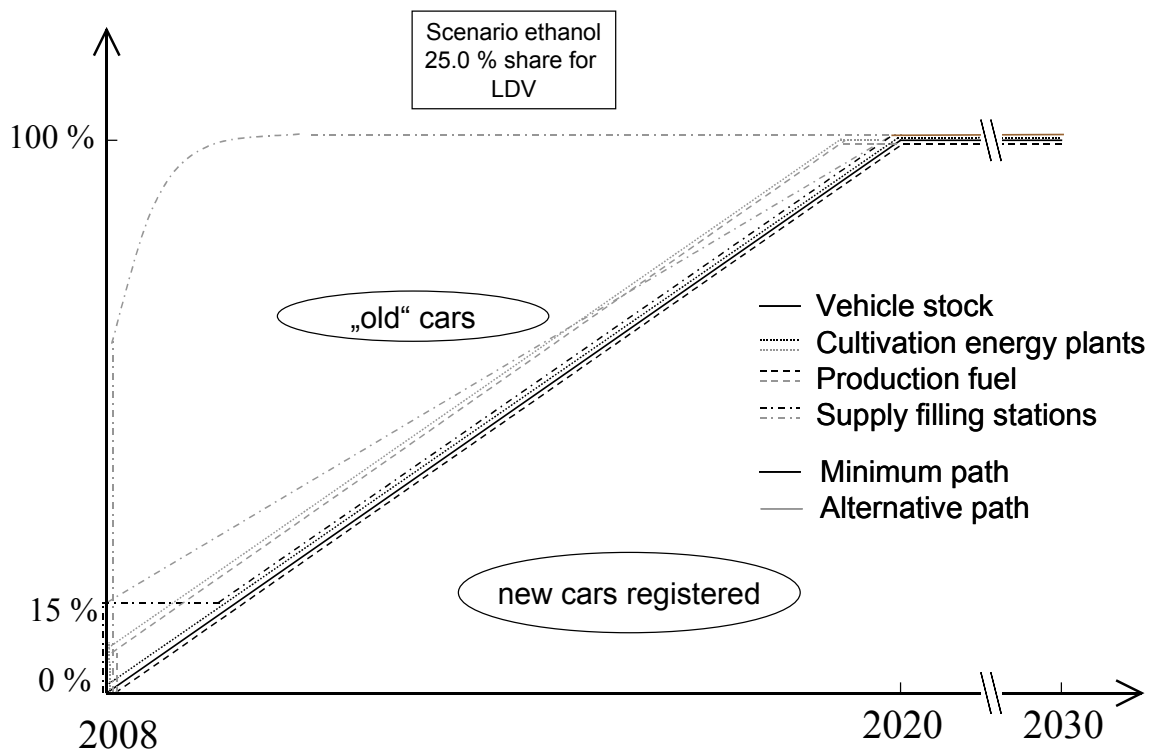 Scenario ethanol
25.0 % share for
LDV
100 %
„old“ cars
Vehicle stock
Cultivation energy plants
Production fuel
Supply filling stations
Minimum path
Alternative path
new cars registered
15 %
0 %
2008
2020
2030